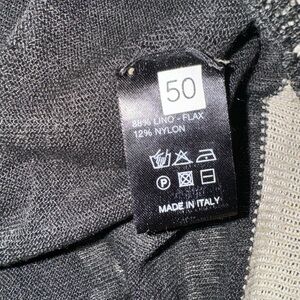 50
88% LINO - FLAX
12% NYLON
P
MADE IN ITALY